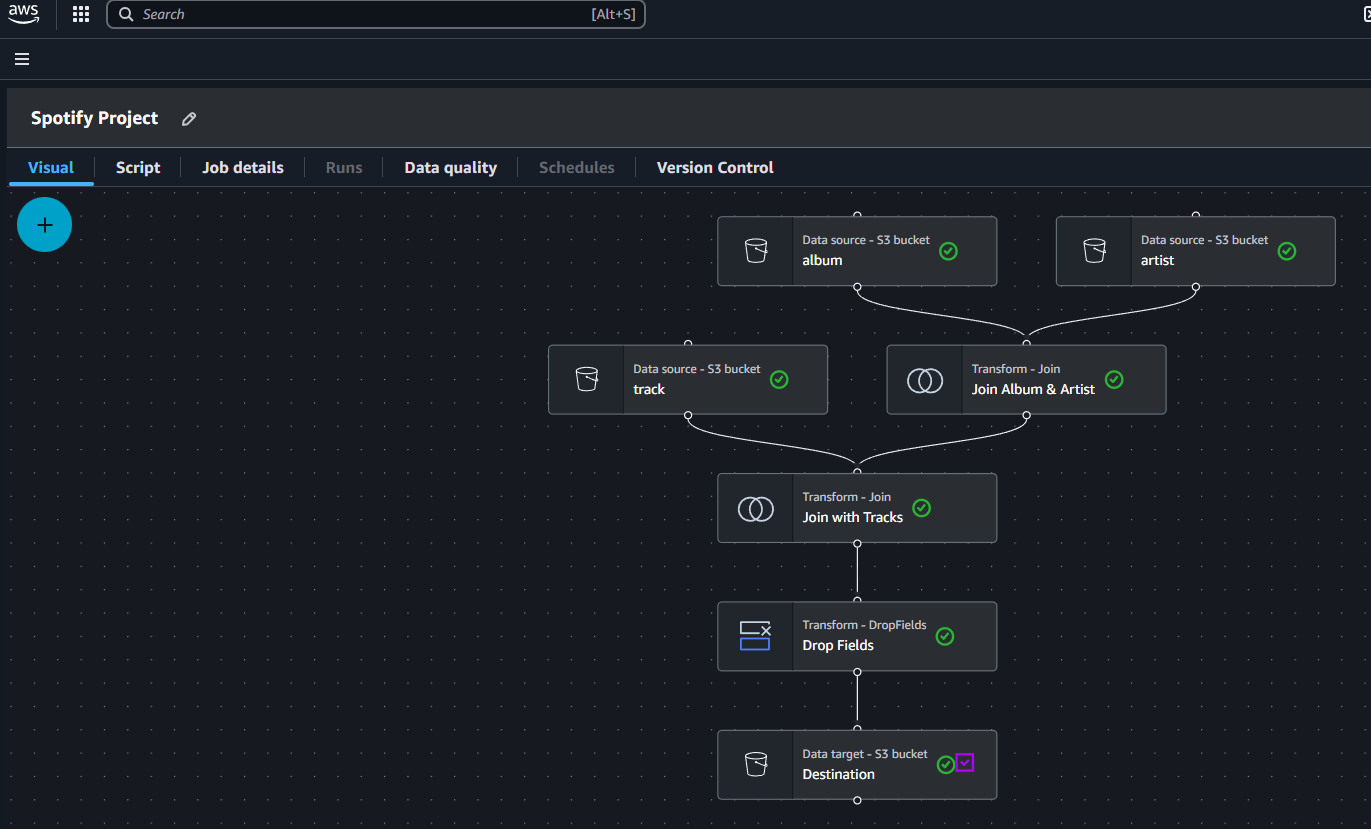 aws
Search [Alt+S]
Spotify Project
Visual Script Job details Runs Data quality Schedules Version Control
Data source - S3 bucket
album
Data source - S3 bucket
artist
Data source - S3 bucket
track
Transform - Join
Join Album & Artist
Transform - Join
Join with Tracks
Transform - DropFields
Drop Fields
Data target - S3 bucket
Destination